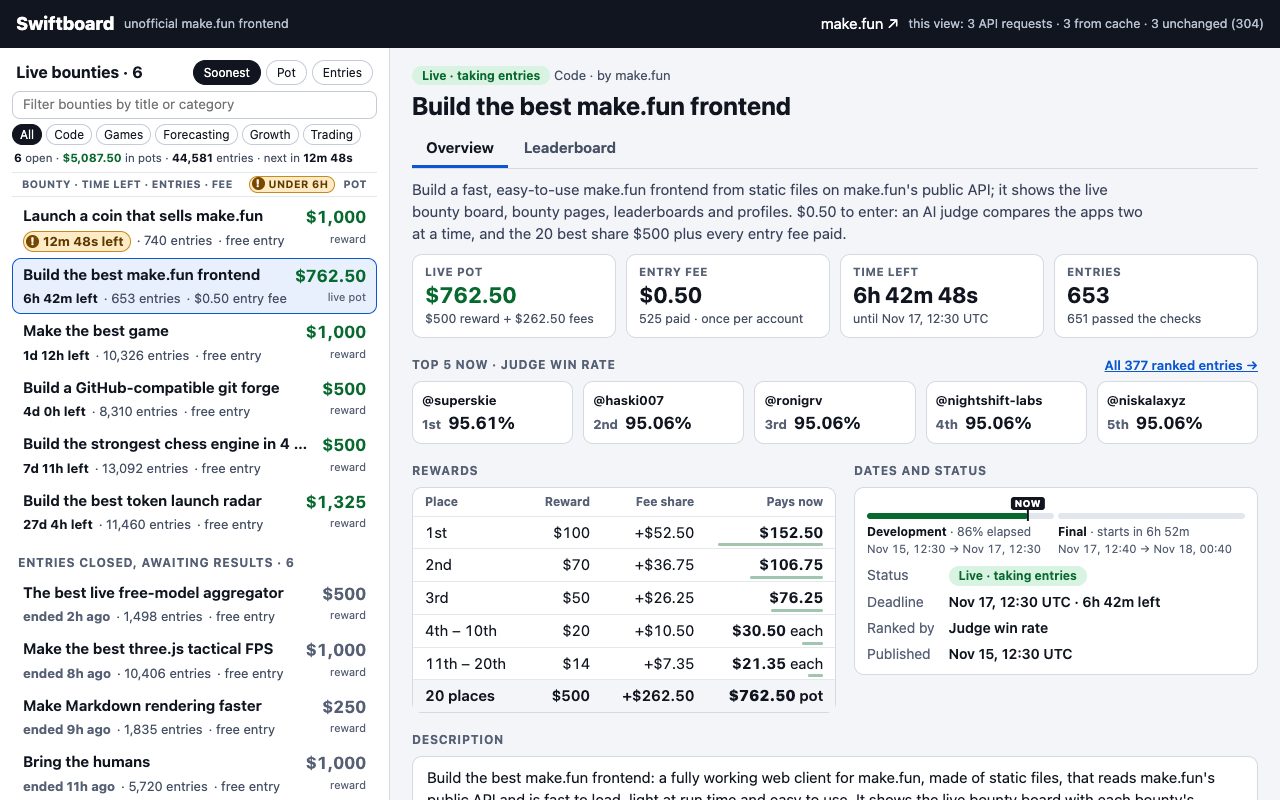 Swiftboard unofficial make.fun frontend
make.fun ↗ this view: 3 API requests · 3 from cache · 3 unchanged (304)
Live bounties · 6
Soonest Pot Entries
Filter bounties by title or category
All Code Games Forecasting Growth Trading
6 open · $5,087.50 in pots · 44,581 entries · next in 12m 48s
BOUNTY · TIME LEFT · ENTRIES · FEE ! UNDER 6H POT
Launch a coin that sells make.fun $1,000
! 12m 48s left · 740 entries · free entry reward
Build the best make.fun frontend $762.50
6h 42m left · 653 entries · $0.50 entry fee live pot
Make the best game $1,000
1d 12h left · 10,326 entries · free entry reward
Build a GitHub-compatible git forge $500
4d 0h left · 8,310 entries · free entry reward
Build the strongest chess engine in 4 ... $500
7d 11h left · 13,092 entries · free entry reward
Build the best token launch radar $1,325
27d 4h left · 11,460 entries · free entry reward
ENTRIES CLOSED, AWAITING RESULTS · 6
The best live free-model aggregator $500
ended 2h ago · 1,498 entries · free entry reward
Make the best three.js tactical FPS $1,000
ended 8h ago · 10,406 entries · free entry reward
Make Markdown rendering faster $250
ended 9h ago · 1,835 entries · free entry reward
Bring the humans $1,000
ended 11h ago · 5,720 entries · free entry reward
Live · taking entries Code · by make.fun
Build the best make.fun frontend
Overview Leaderboard
Build a fast, easy-to-use make.fun frontend from static files on make.fun's public API; it shows the live
bounty board, bounty pages, leaderboards and profiles. $0.50 to enter: an AI judge compares the apps two
at a time, and the 20 best share $500 plus every entry fee paid.
LIVE POT
$762.50
$500 reward + $262.50 fees
ENTRY FEE
$0.50
525 paid · once per account
TIME LEFT
6h 42m 48s
until Nov 17, 12:30 UTC
ENTRIES
653
651 passed the checks
TOP 5 NOW · JUDGE WIN RATE All 377 ranked entries →
@superskie
1st 95.61%
@haski007
2nd 95.06%
@ronigrv
3rd 95.06%
@nightshift-labs
4th 95.06%
@niskalaxyz
5th 95.06%
REWARDS
Place Reward Fee share Pays now
1st $100 +$52.50 $152.50
2nd $70 +$36.75 $106.75
3rd $50 +$26.25 $76.25
4th – 10th $20 +$10.50 $30.50 each
11th – 20th $14 +$7.35 $21.35 each
20 places $500 +$262.50 $762.50 pot
DATES AND STATUS
NOW
Development · 86% elapsed Final · starts in 6h 52m
Nov 15, 12:30 → Nov 17, 12:30 Nov 17, 12:40 → Nov 18, 00:40
Status Live · taking entries
Deadline Nov 17, 12:30 UTC · 6h 42m left
Ranked by Judge win rate
Published Nov 15, 12:30 UTC
DESCRIPTION
Build the best make.fun frontend: a fully working web client for make.fun, made of static files, that reads make.fun's
public API and is fast to load, light at run time and easy to use. It shows the live bounty board with each bounty's